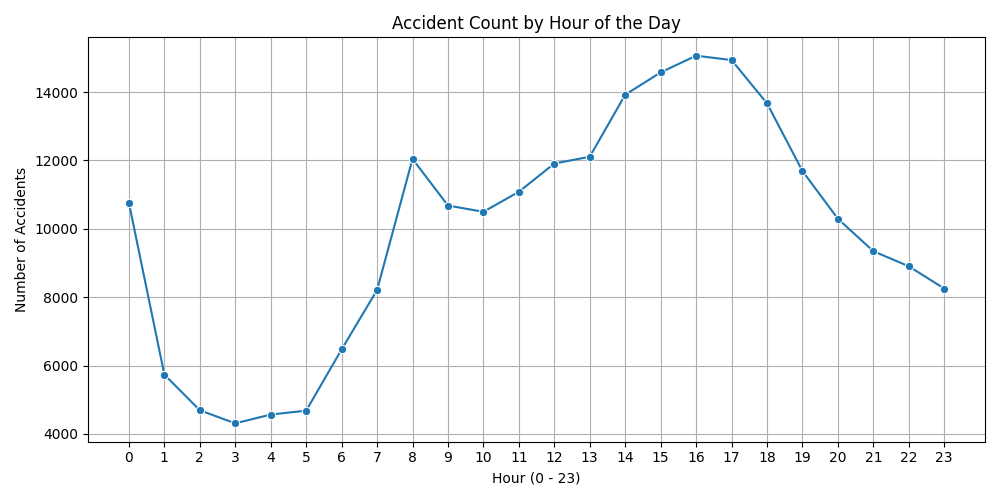 Accident Count by Hour of the Day
Number of Accidents
14000
12000
10000
8000
6000
4000
0 1 2 3 4 5 6 7 8 9 10 11 12 13 14 15 16 17 18 19 20 21 22 23
Hour (0 - 23)